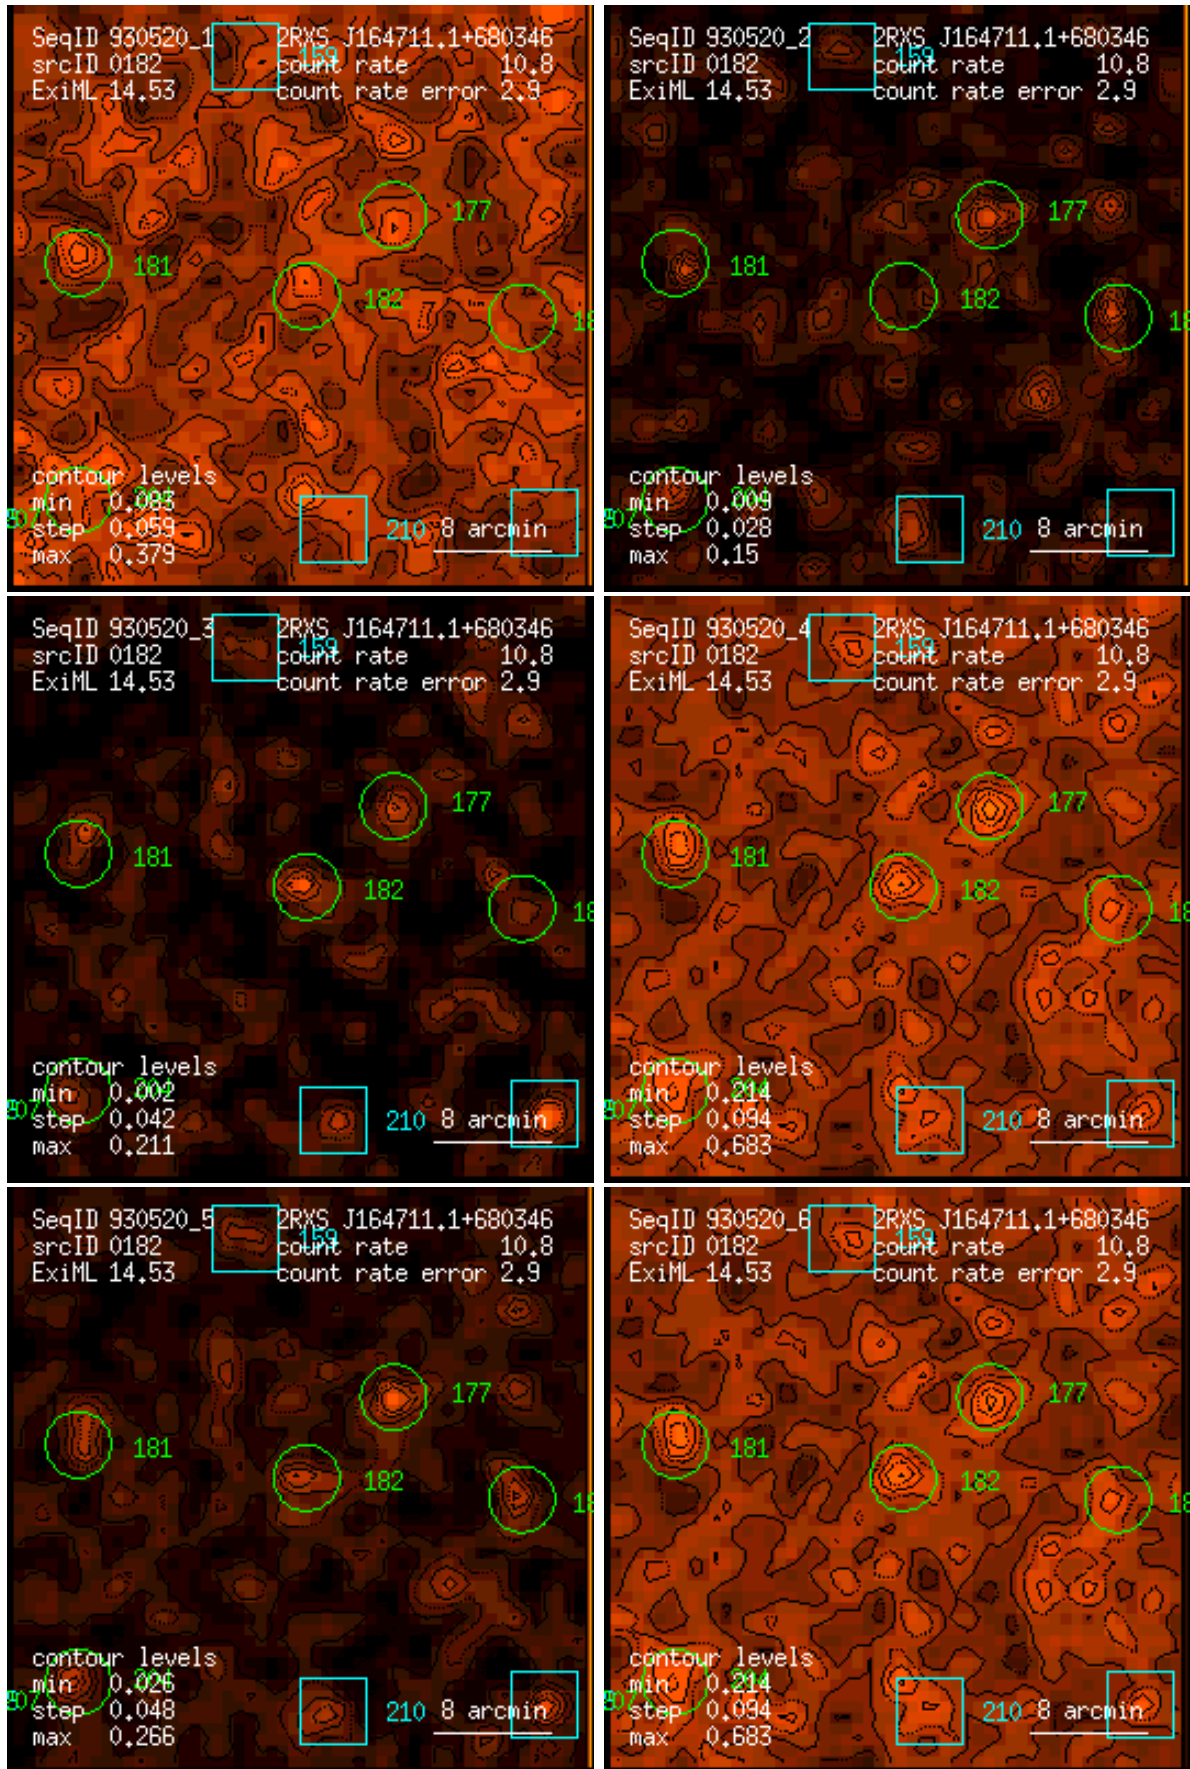 SeqID 930520_1 2RXS J164711.1+680346
srcID 0182 159 count rate 10.8
ExiML 14.53 count rate error 2.9
177
181
182
18
contour levels
min 0.085
step 0.059 210 8 arcmin
max 0.379
SeqID 930520_2 2RXS J164711.1+680346
srcID 0182 159 count rate 10.8
ExiML 14.53 count rate error 2.9
177
181
182
18
contour levels
min 0.009
step 0.028 210 8 arcmin
max 0.15
SeqID 930520_3 2RXS J164711.1+680346
srcID 0182 159 count rate 10.8
ExiML 14.53 count rate error 2.9
177
181
182
18
contour levels
min 0.002
step 0.042 210 8 arcmin
max 0.211
SeqID 930520_4 2RXS J164711.1+680346
srcID 0182 159 count rate 10.8
ExiML 14.53 count rate error 2.9
177
181
182
18
contour levels
min 0.214
step 0.094 210 8 arcmin
max 0.683
SeqID 930520_5 2RXS J164711.1+680346
srcID 0182 159 count rate 10.8
ExiML 14.53 count rate error 2.9
177
181
182
18
contour levels
min 0.026
step 0.048 210 8 arcmin
max 0.266
SeqID 930520_6 2RXS J164711.1+680346
srcID 0182 159 count rate 10.8
ExiML 14.53 count rate error 2.9
177
181
182
18
contour levels
min 0.214
step 0.094 210 8 arcmin
max 0.683